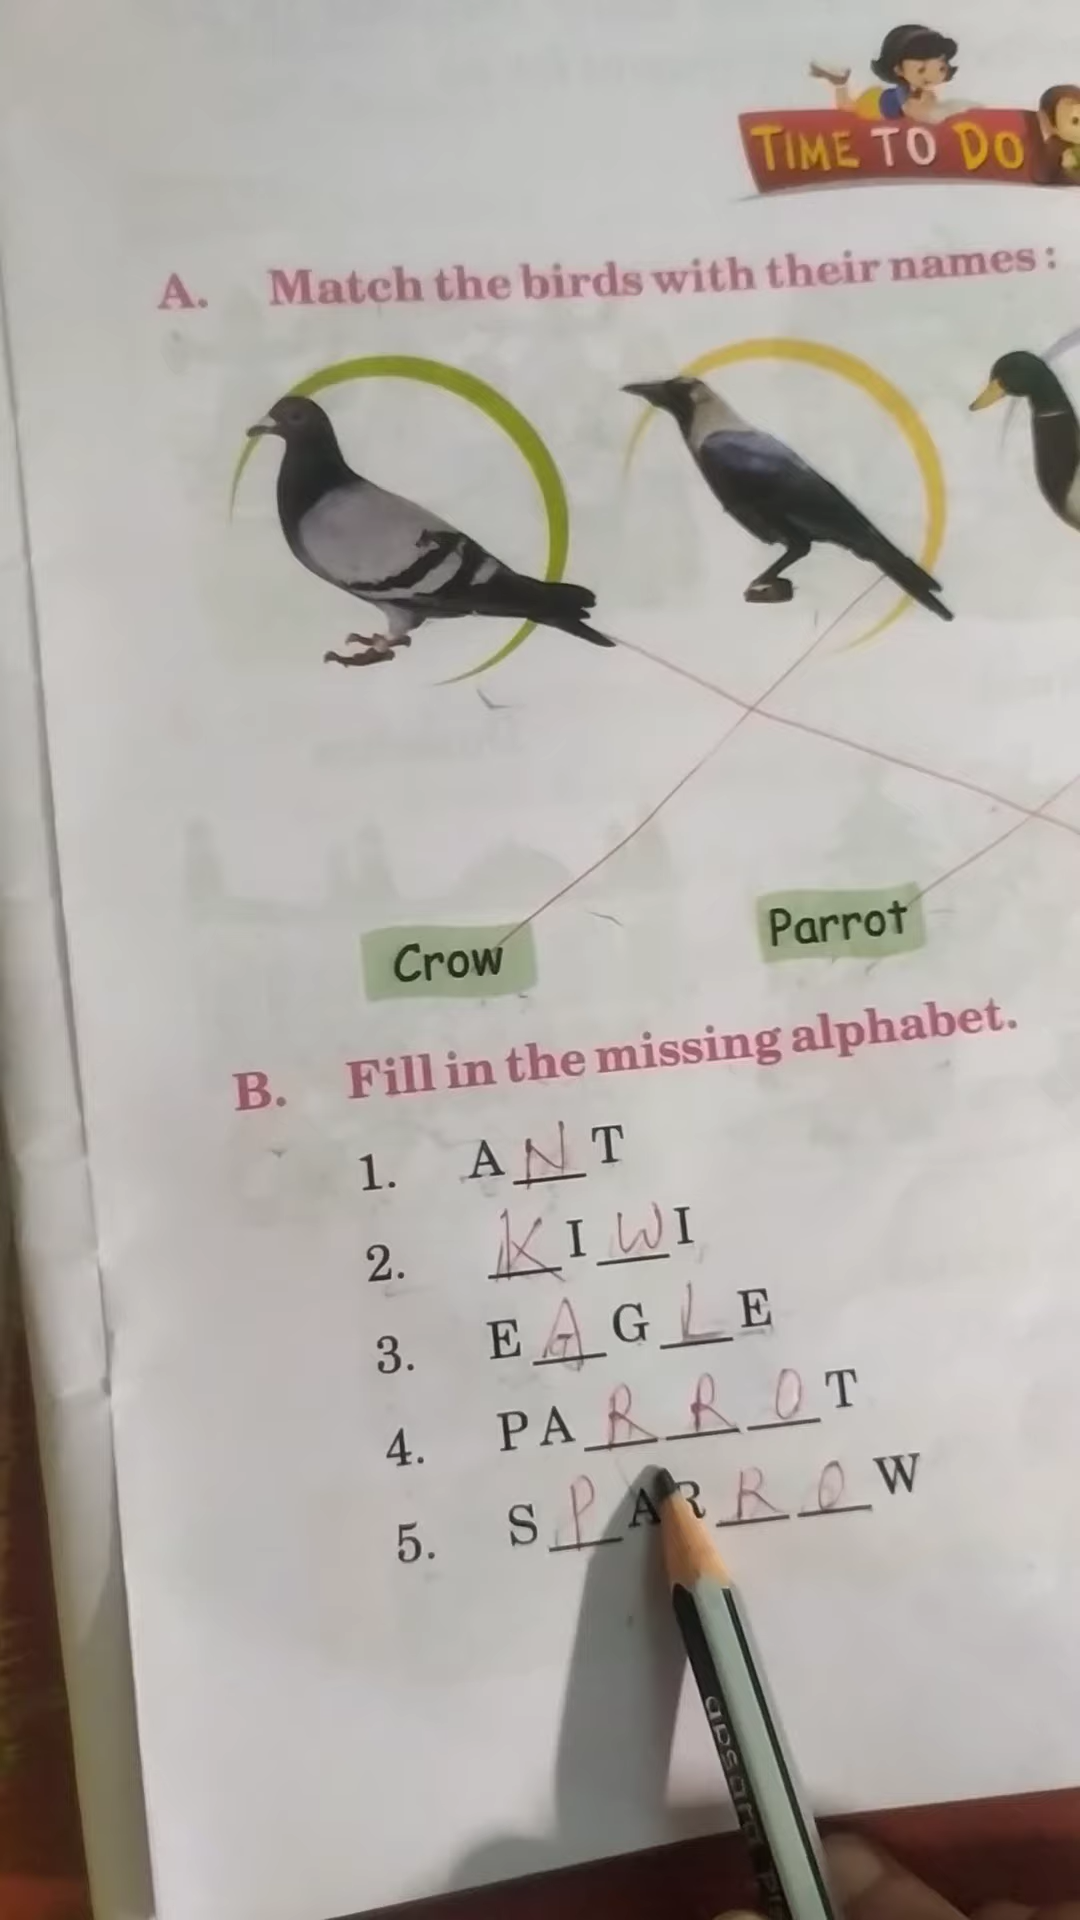 TIME TO DO
A. Match the birds with their names:
Crow
Parrot
B. Fill in the missing alphabet.
1. A N T
2. K I W I
3. E A G L E
4. P A R R O T
5. S P A R R O W
apsara